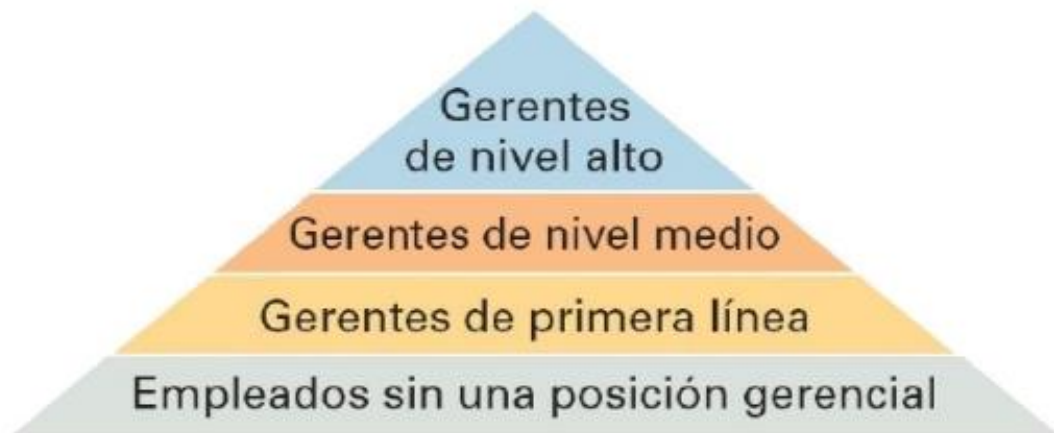 Gerentes
de nivel alto
Gerentes de nivel medio
Gerentes de primera línea
Empleados sin una posición gerencial